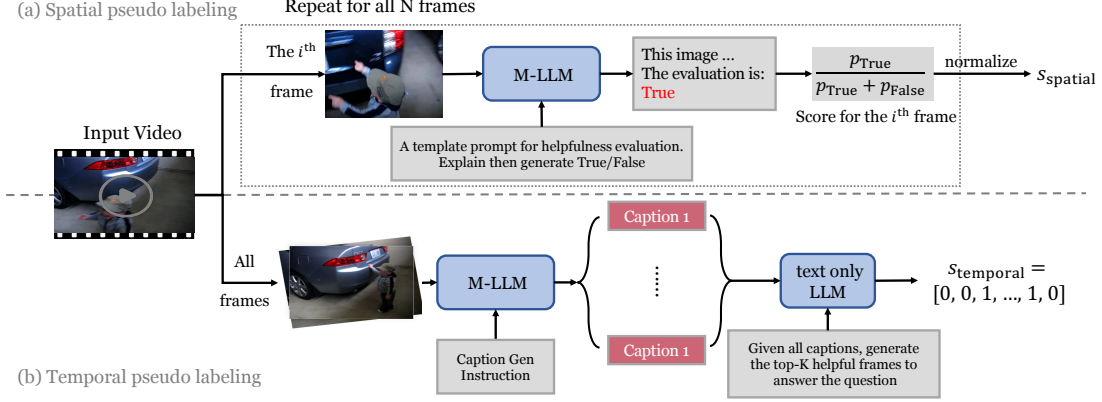 (a) Spatial pseudo labeling
Repeat for all N frames
The iᵗʰ
frame
M-LLM
This image ...
The evaluation is:
True
p_True
p_True + p_False
normalize
s_spatial
Score for the iᵗʰ frame
A template prompt for helpfulness evaluation.
Explain then generate True/False
Input Video
All
frames
M-LLM
Caption Gen
Instruction
Caption 1
......
Caption 1
text only
LLM
Given all captions, generate
the top-K helpful frames to
answer the question
s_temporal =
[0, 0, 1, ..., 1, 0]
(b) Temporal pseudo labeling